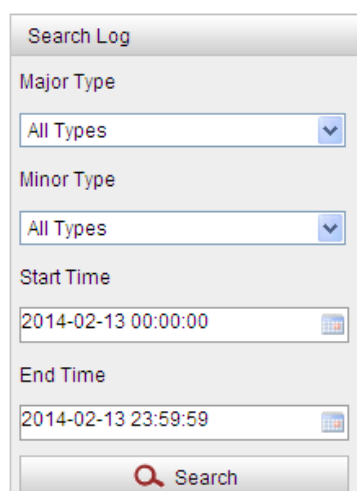 Search Log
Major Type
All Types
Minor Type
All Types
Start Time
2014-02-13 00:00:00
End Time
2014-02-13 23:59:59
Search